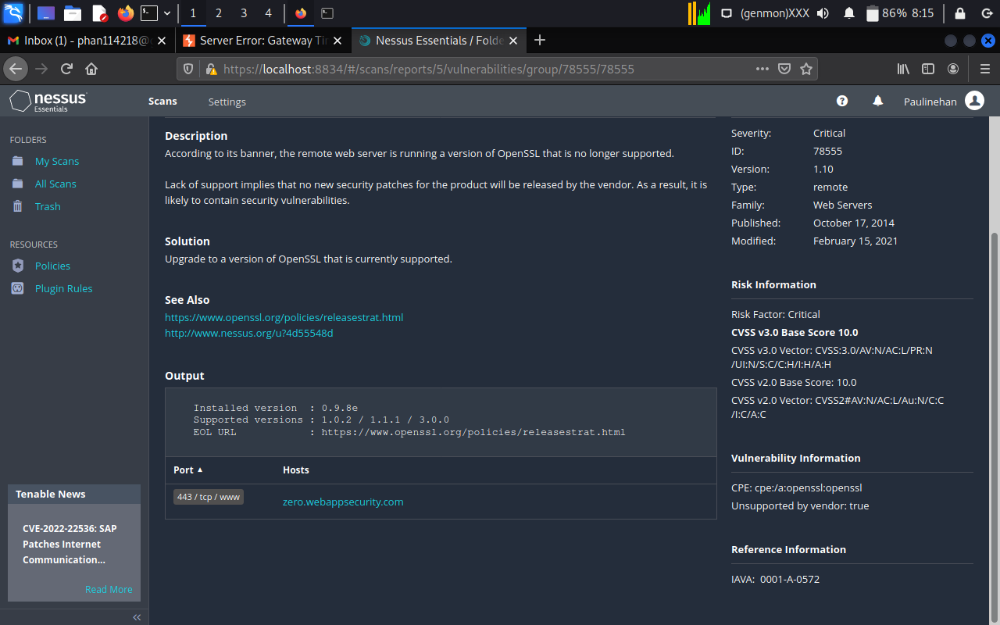 1
2
3
4
(genmon)XXX
86%
8:15
Inbox (1) - phan114218@
Server Error: Gateway Ti
Nessus Essentials / Folde
https://localhost:8834/#/scans/reports/5/vulnerabilities/group/78555/78555
nessus
Essentials
Scans
Settings
Paulinehan
FOLDERS
My Scans
All Scans
Trash
RESOURCES
Policies
Plugin Rules
Tenable News
CVE-2022-22536: SAP
Patches Internet
Communication...
Read More
Description
According to its banner, the remote web server is running a version of OpenSSL that is no longer supported.
Lack of support implies that no new security patches for the product will be released by the vendor. As a result, it is
likely to contain security vulnerabilities.
Solution
Upgrade to a version of OpenSSL that is currently supported.
See Also
https://www.openssl.org/policies/releasestrat.html
http://www.nessus.org/u?4d55548d
Output
Installed version : 0.9.8e
Supported versions : 1.0.2 / 1.1.1 / 3.0.0
EOL URL : https://www.openssl.org/policies/releasestrat.html
Port Hosts
443 / tcp / www zero.webappsecurity.com
Severity: Critical
ID: 78555
Version: 1.10
Type: remote
Family: Web Servers
Published: October 17, 2014
Modified: February 15, 2021
Risk Information
Risk Factor: Critical
CVSS v3.0 Base Score 10.0
CVSS v3.0 Vector: CVSS:3.0/AV:N/AC:L/PR:N
/UI:N/S:C/C:H/I:H/A:H
CVSS v2.0 Base Score: 10.0
CVSS v2.0 Vector: CVSS2#AV:N/AC:L/Au:N/C:C
/I:C/A:C
Vulnerability Information
CPE: cpe:/a:openssl:openssl
Unsupported by vendor: true
Reference Information
IAVA: 0001-A-0572